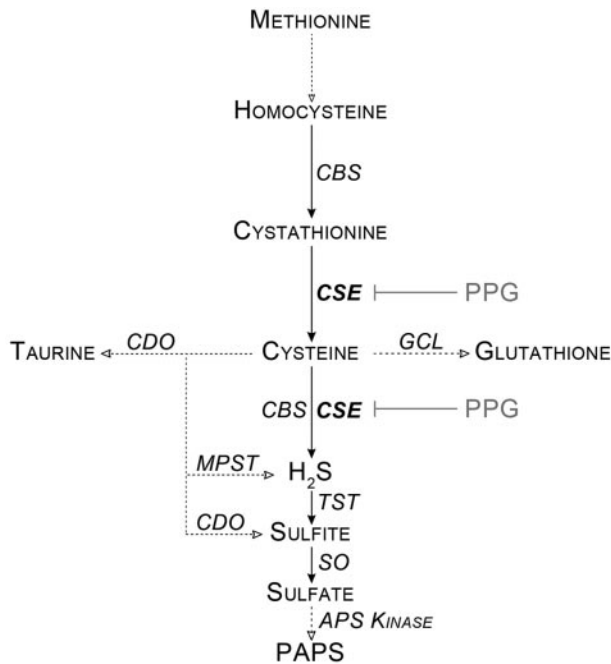 METHIONINE
HOMOCYSTEINE
CBS
CYSTATHIONINE
CSE PPG
TAURINE CDO CYSTEINE GCL GLUTATHIONE
CBS CSE PPG
MPST H₂S
TST
CDO SULFITE
SO
SULFATE
APS KINASE
PAPS